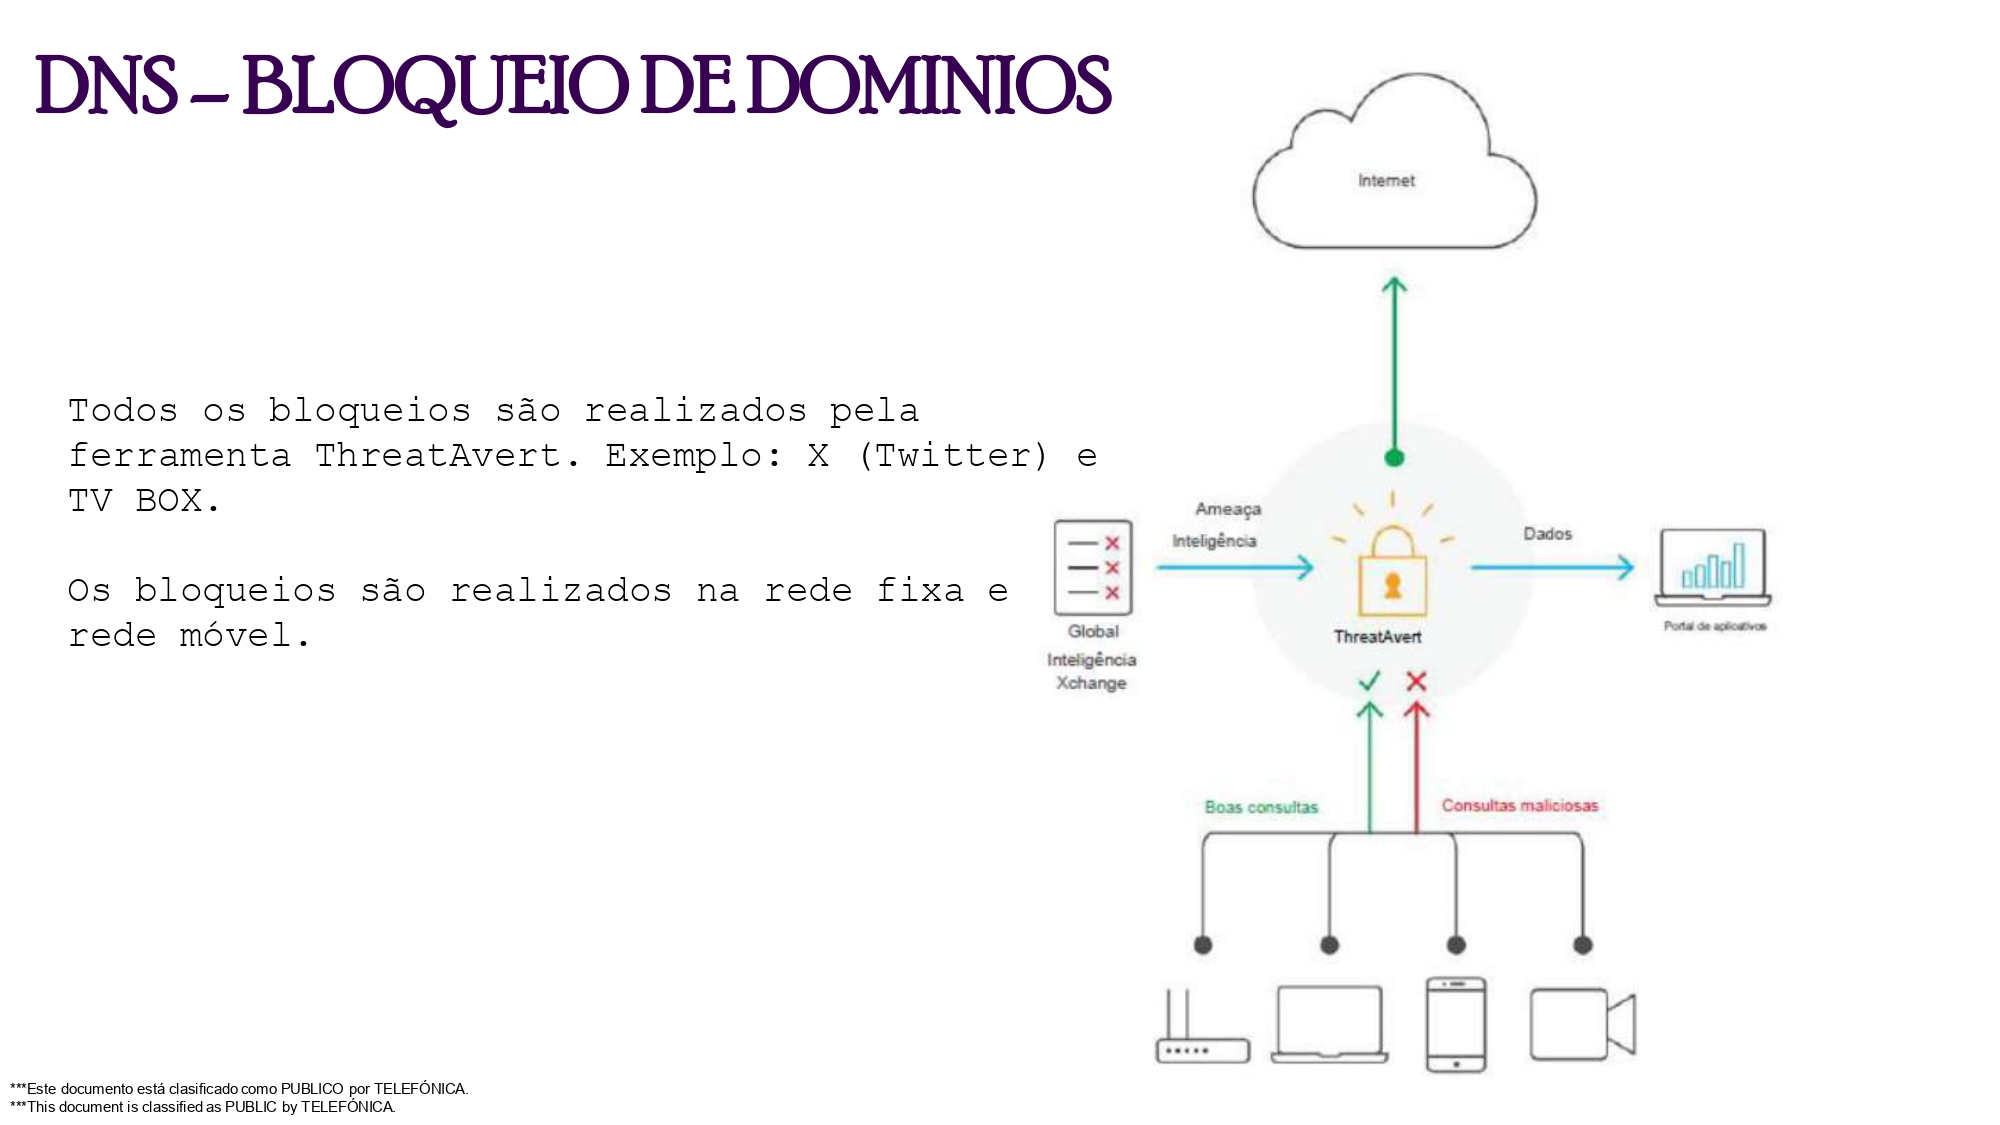 DNS – BLOQUEIO DE DOMINIOS
Todos os bloqueios são realizados pela
ferramenta ThreatAvert. Exemplo: X (Twitter) e
TV BOX.
Os bloqueios são realizados na rede fixa e
rede móvel.
Internet
Ameaça
Inteligência
Dados
Global
Inteligência
Xchange
ThreatAvert
Portal de aplicativos
Boas consultas
Consultas maliciosas
***Este documento está clasificado como PUBLICO por TELEFÓNICA.
***This document is classified as PUBLIC by TELEFÓNICA.